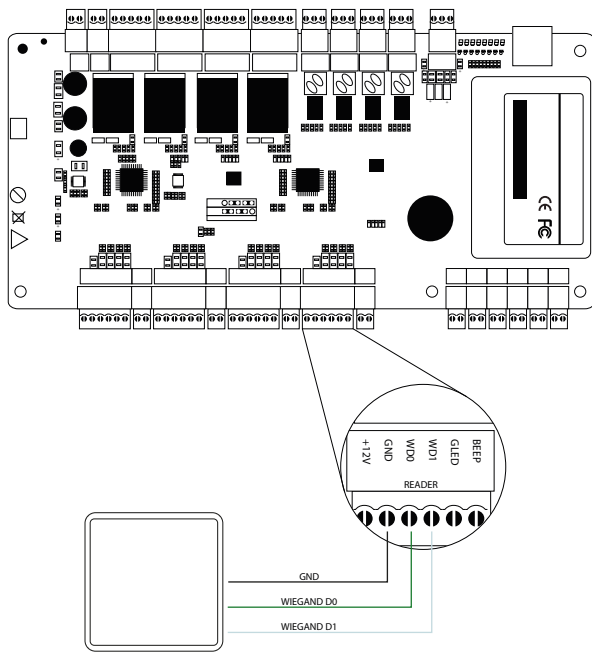 CE FC
+12V
GND
WD0
WD1
GLED
BEEP
READER
GND
WIEGAND D0
WIEGAND D1